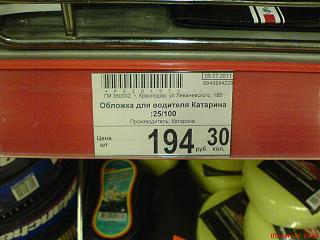 05.07.2011
ГМ 350002, г. Краснодар, ул.Леваневского, 185
Обложка для водителя Катарина
:25/100
Производитель: Катарина
Цена
шт
194 руб. 30 коп.